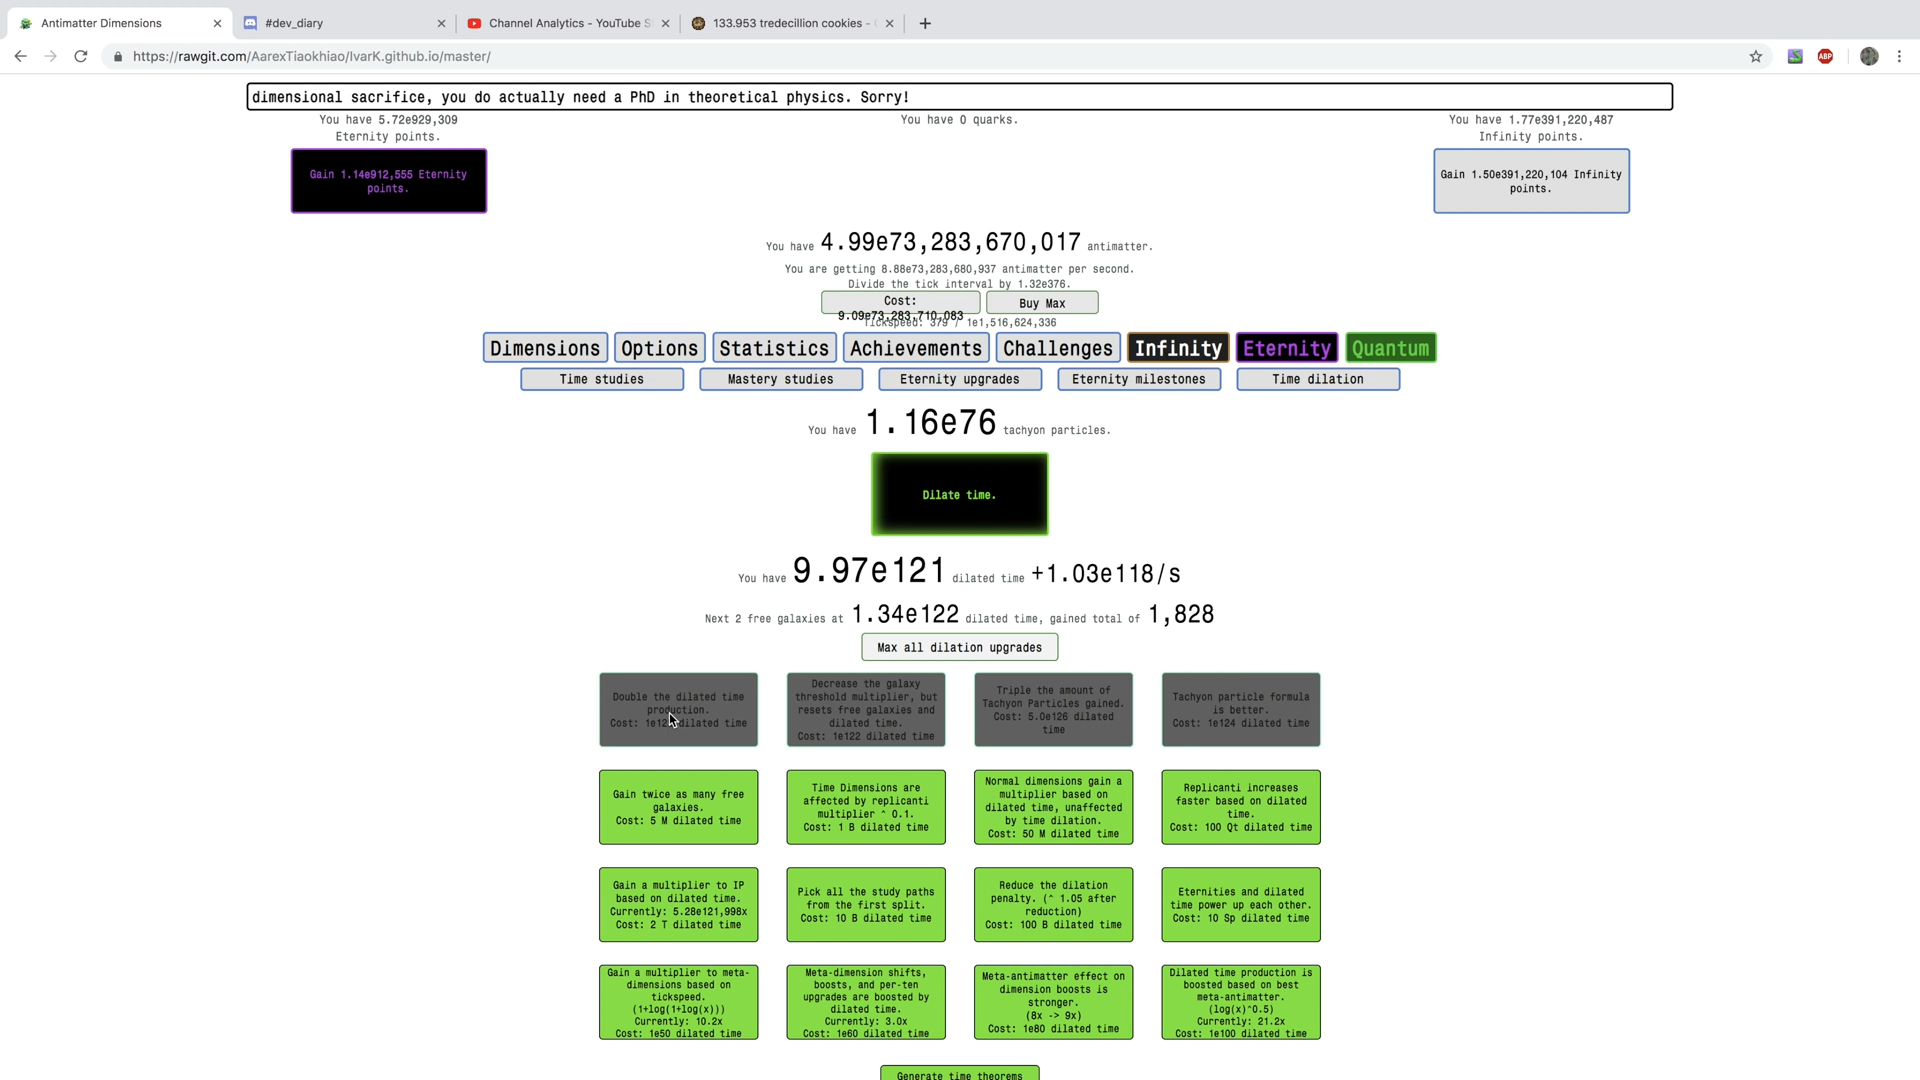 Antimatter Dimensions
#dev_diary
Channel Analytics - YouTube S
133.953 tredecillion cookies -
https://rawgit.com/AarexTiaokhiao/IvarK.github.io/master/
ABP
dimensional sacrifice, you do actually need a PhD in theoretical physics. Sorry!
You have 5.72e929,309
Eternity points.
You have 0 quarks.
You have 1.77e391,220,487
Infinity points.
Gain 1.14e912,555 Eternity
points.
Gain 1.50e391,220,104 Infinity
points.
You have 4.99e73,283,670,017 antimatter.
You are getting 8.88e73,283,680,937 antimatter per second.
Divide the tick interval by 1.32e376.
Cost:
9.09e73,283,710,083
Buy Max
Tickspeed: 379 / 1e1,516,624,336
Dimensions
Options
Statistics
Achievements
Challenges
Infinity
Eternity
Quantum
Time studies
Mastery studies
Eternity upgrades
Eternity milestones
Time dilation
You have 1.16e76 tachyon particles.
Dilate time.
You have 9.97e121 dilated time +1.03e118/s
Next 2 free galaxies at 1.34e122 dilated time, gained total of 1,828
Max all dilation upgrades
Double the dilated time
production.
Cost: dilated time
Decrease the galaxy
threshold multiplier, but
resets free galaxies and
dilated time.
Cost: 1e122 dilated time
Triple the amount of
Tachyon Particles gained.
Cost: 5.0e126 dilated
time
Tachyon particle formula
is better.
Cost: 1e124 dilated time
Gain twice as many free
galaxies.
Cost: 5 M dilated time
Time Dimensions are
affected by replicanti
multiplier ^ 0.1.
Cost: 1 B dilated time
Normal dimensions gain a
multiplier based on
dilated time, unaffected
by time dilation.
Cost: 50 M dilated time
Replicanti increases
faster based on dilated
time.
Cost: 100 Qt dilated time
Gain a multiplier to IP
based on dilated time.
Currently: 5.28e121,998x
Cost: 2 T dilated time
Pick all the study paths
from the first split.
Cost: 10 B dilated time
Reduce the dilation
penalty. (^ 1.05 after
reduction)
Cost: 100 B dilated time
Eternities and dilated
time power up each other.
Cost: 10 Sp dilated time
Gain a multiplier to meta-
dimensions based on
tickspeed.
(1+log(1+log(x)))
Currently: 10.2x
Cost: 1e50 dilated time
Meta-dimension shifts,
boosts, and per-ten
upgrades are boosted by
dilated time.
Currently: 3.0x
Cost: 1e60 dilated time
Meta-antimatter effect on
dimension boosts is
stronger.
(8x -> 9x)
Cost: 1e80 dilated time
Dilated time production is
boosted based on best
meta-antimatter.
(log(x)^0.5)
Currently: 21.2x
Cost: 1e100 dilated time
Generate time theorems